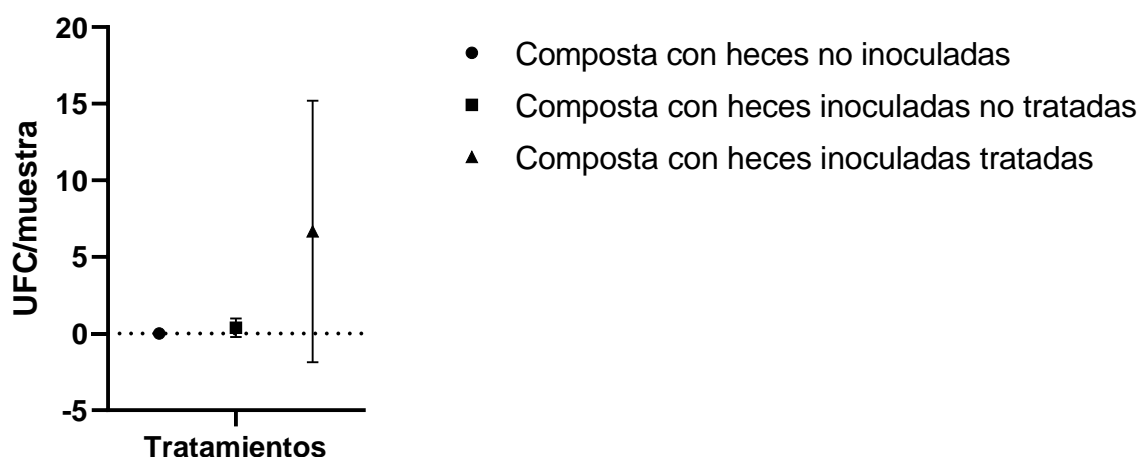 20
15
10
5
0
-5
UFC/muestra
Tratamientos
Composta con heces no inoculadas
Composta con heces inoculadas no tratadas
Composta con heces inoculadas tratadas